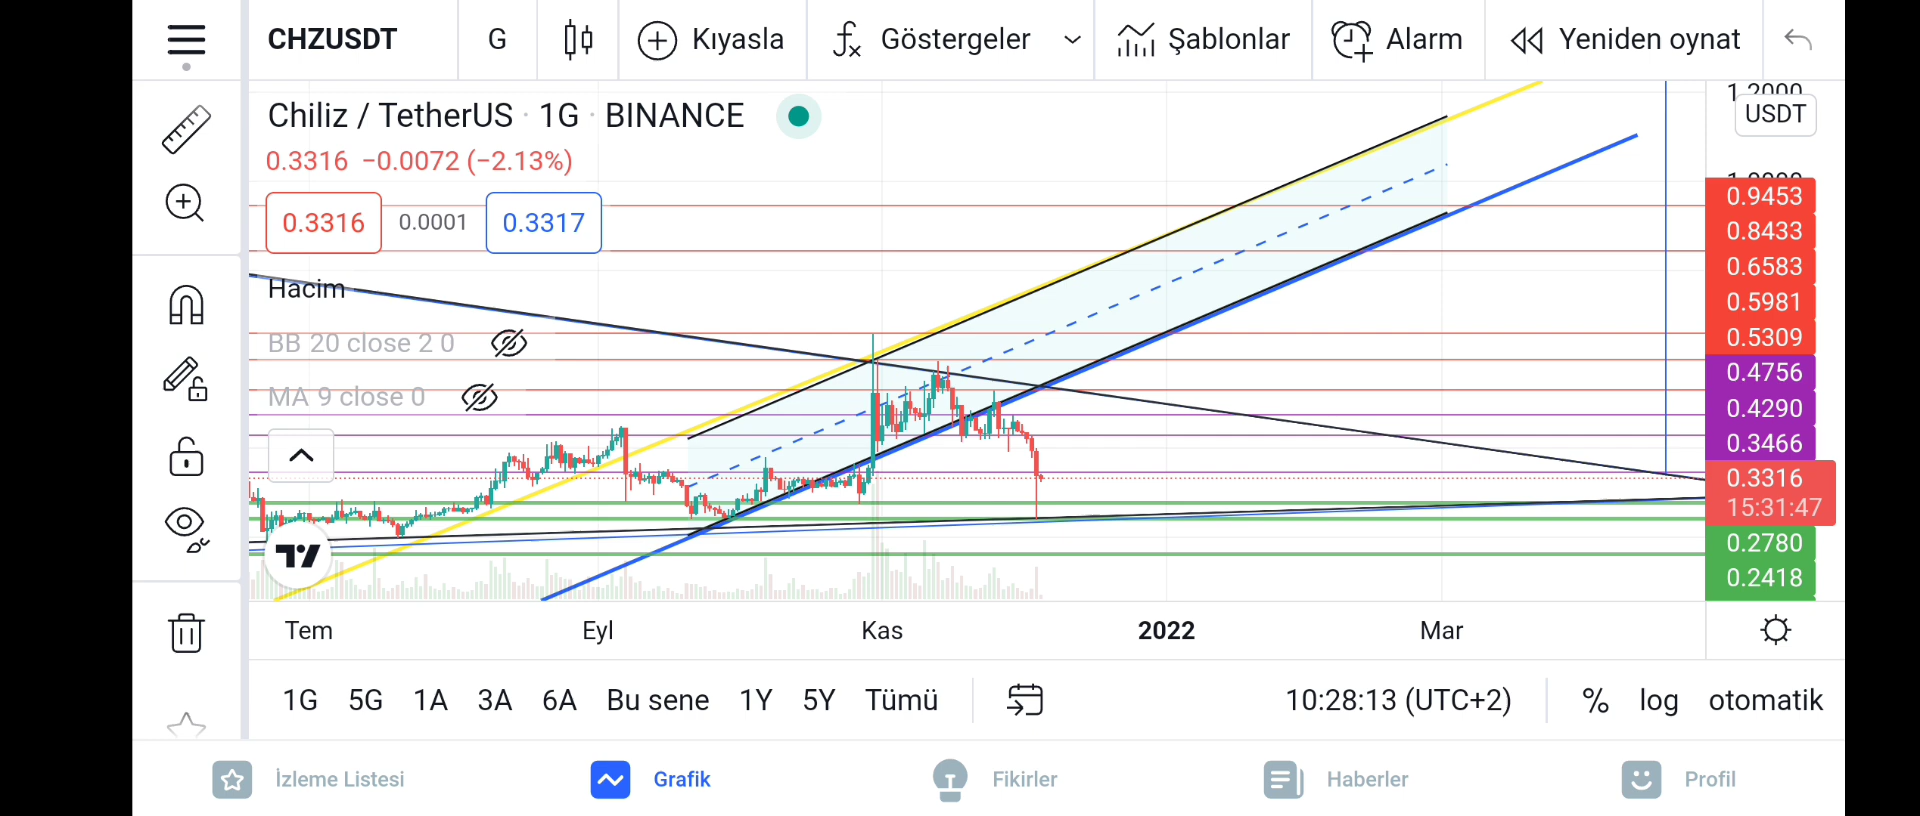 CHZUSDT G Kıyasla Göstergeler Şablonlar Alarm Yeniden oynat
Chiliz / TetherUS · 1G · BINANCE
0.3316 −0.0072 (−2.13%)
0.3316 0.0001 0.3317
Hacim
BB 20 close 2 0
MA 9 close 0
1.2000
USDT
0.9453
0.8433
0.6583
0.5981
0.5309
0.4756
0.4290
0.3466
0.3316
15:31:47
0.2780
0.2418
Tem Eyl Kas 2022 Mar
1G 5G 1A 3A 6A Bu sene 1Y 5Y Tümü 10:28:13 (UTC+2) % log otomatik
İzleme Listesi Grafik Fikirler Haberler Profil